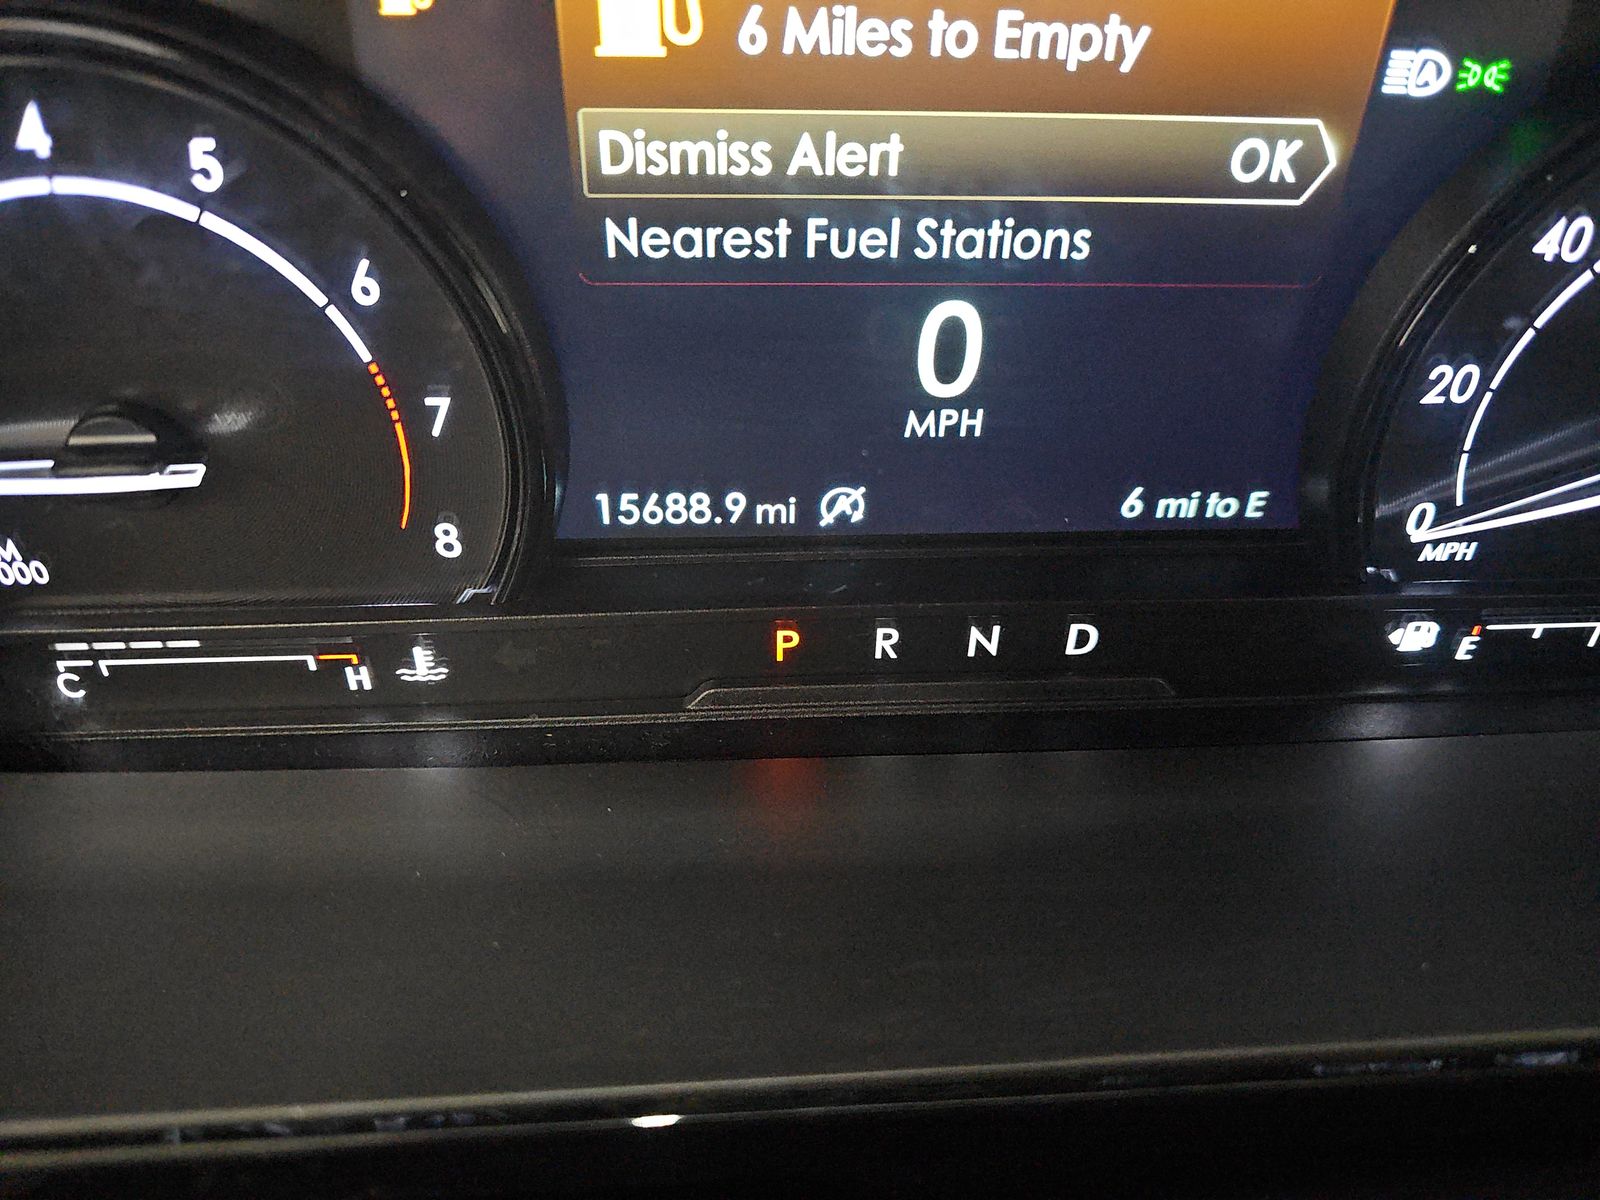 6 Miles to Empty
Dismiss Alert OK
Nearest Fuel Stations
0
MPH
15688.9 mi
6 mi to E
4
5
6
7
8
000
40
20
0
MPH
C
H
P R N D
E